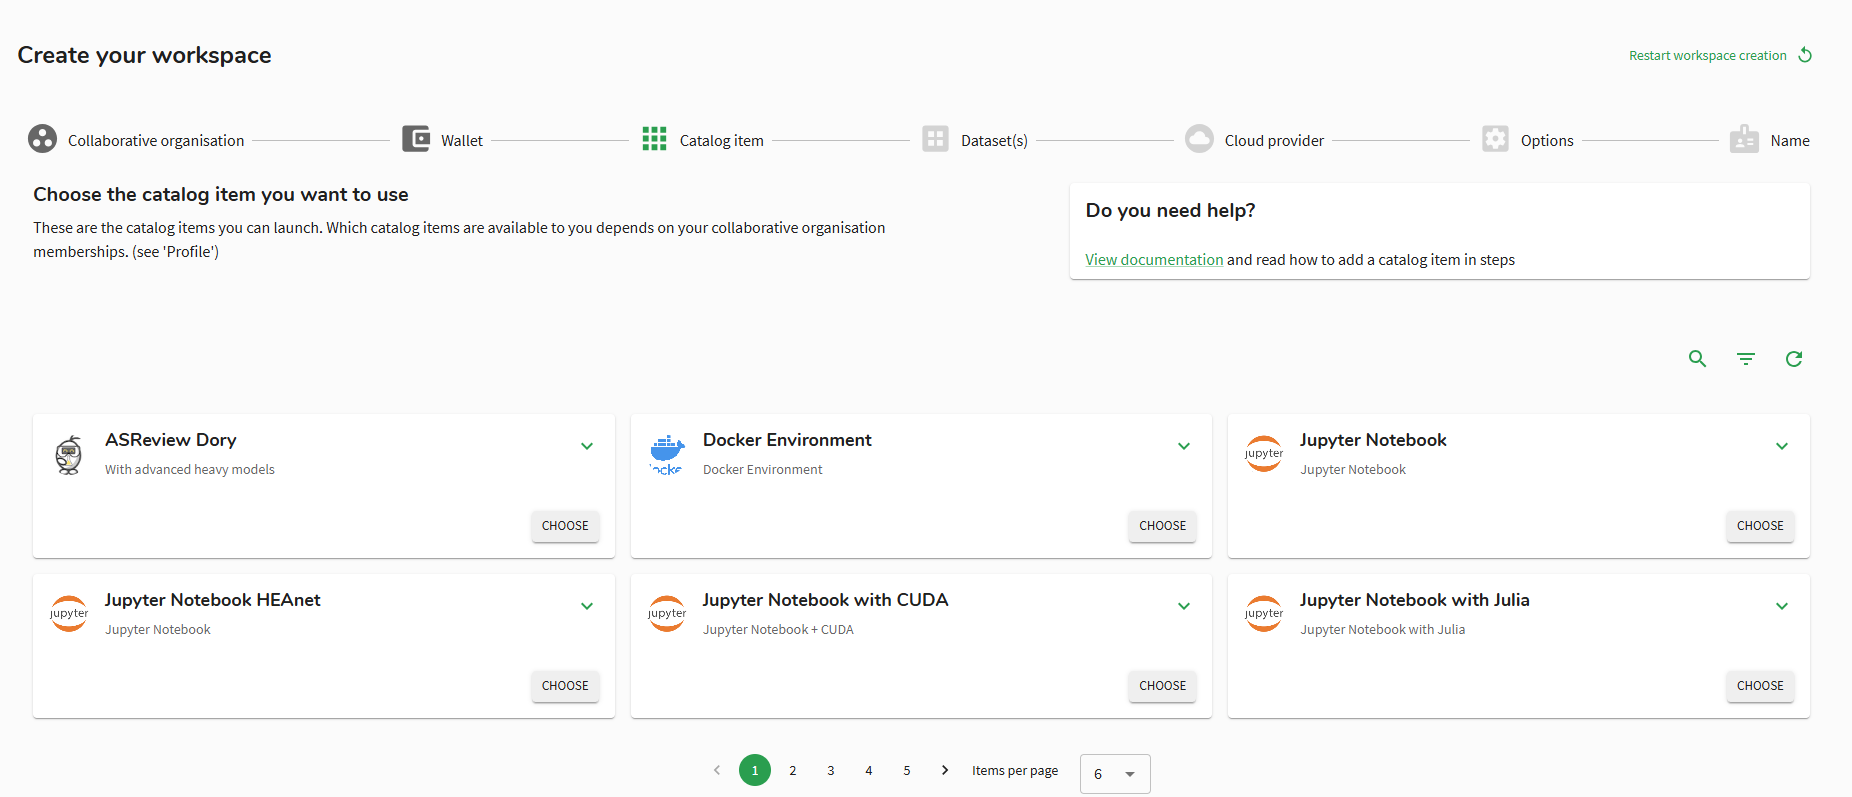 Create your workspace
Restart workspace creation
Collaborative organisation
Wallet
Catalog item
Dataset(s)
Cloud provider
Options
Name
Choose the catalog item you want to use
These are the catalog items you can launch. Which catalog items are available to you depends on your collaborative organisation
memberships. (see 'Profile')
Do you need help?
View documentation and read how to add a catalog item in steps
ASReview Dory
With advanced heavy models
CHOOSE
docker
Docker Environment
Docker Environment
CHOOSE
jupyter
Jupyter Notebook
Jupyter Notebook
CHOOSE
jupyter
Jupyter Notebook HEAnet
Jupyter Notebook
CHOOSE
jupyter
Jupyter Notebook with CUDA
Jupyter Notebook + CUDA
CHOOSE
jupyter
Jupyter Notebook with Julia
Jupyter Notebook with Julia
CHOOSE
1 2 3 4 5 Items per page 6